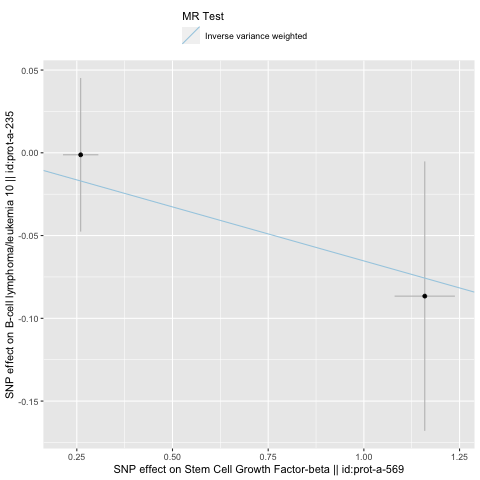 MR Test
Inverse variance weighted
0.05
0.00
-0.05
-0.10
-0.15
SNP effect on B-cell lymphoma/leukemia 10 || id:prot-a-235
0.25
0.50
0.75
1.00
1.25
SNP effect on Stem Cell Growth Factor-beta || id:prot-a-569